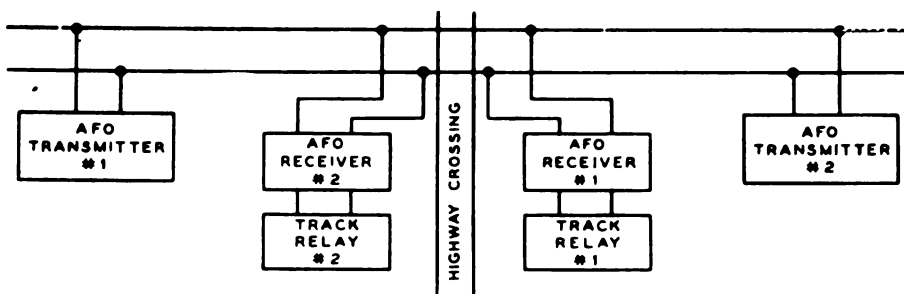 AFO
TRANSMITTER
#1
AFO
RECEIVER
#2
TRACK
RELAY
#2
HIGHWAY CROSSING
AFO
RECEIVER
#1
TRACK
RELAY
#1
AFO
TRANSMITTER
#2